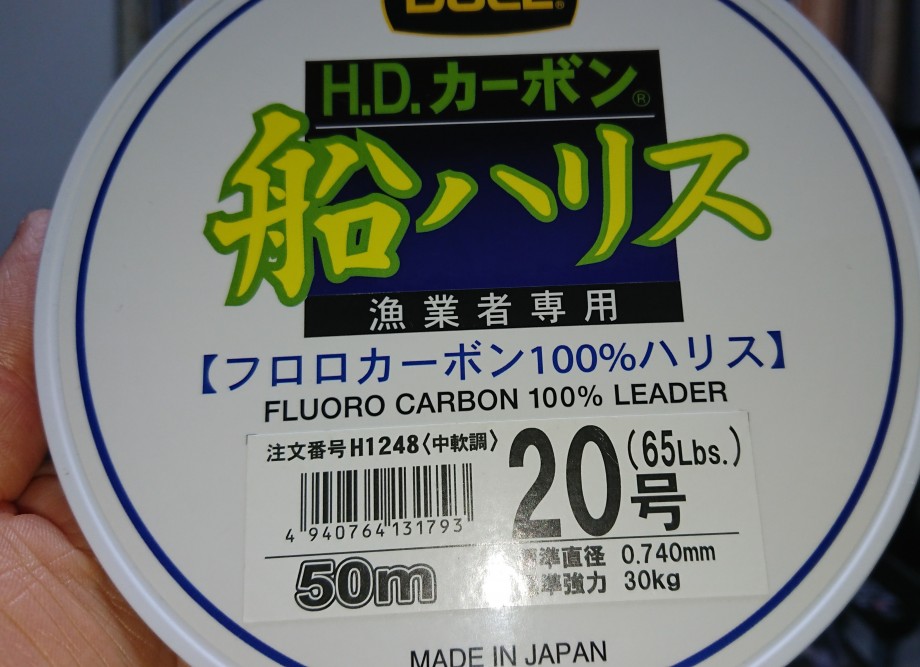 H.D.カーボン®
船ハリス
漁業者専用
【フロロカーボン100%ハリス】
FLUORO CARBON 100% LEADER
注文番号H1248〈中軟調〉
20号
(65Lbs.)
4 940764 131793
準直径 0.740mm
準強力 30kg
50m
MADE IN JAPAN